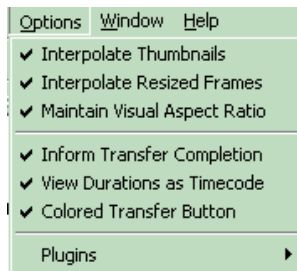 Options Window Help
Interpolate Thumbnails
Interpolate Resized Frames
Maintain Visual Aspect Ratio
Inform Transfer Completion
View Durations as Timecode
Colored Transfer Button
Plugins